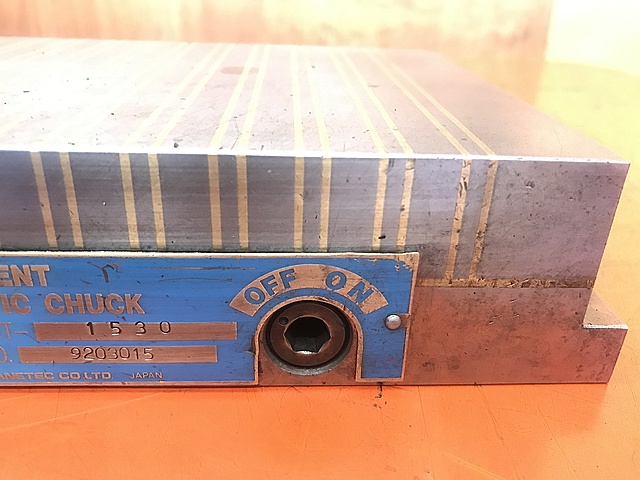 OFF ON
ENT
IC CHUCK
T- 1530
O. 9203015
NETEC CO.LTD. JAPAN